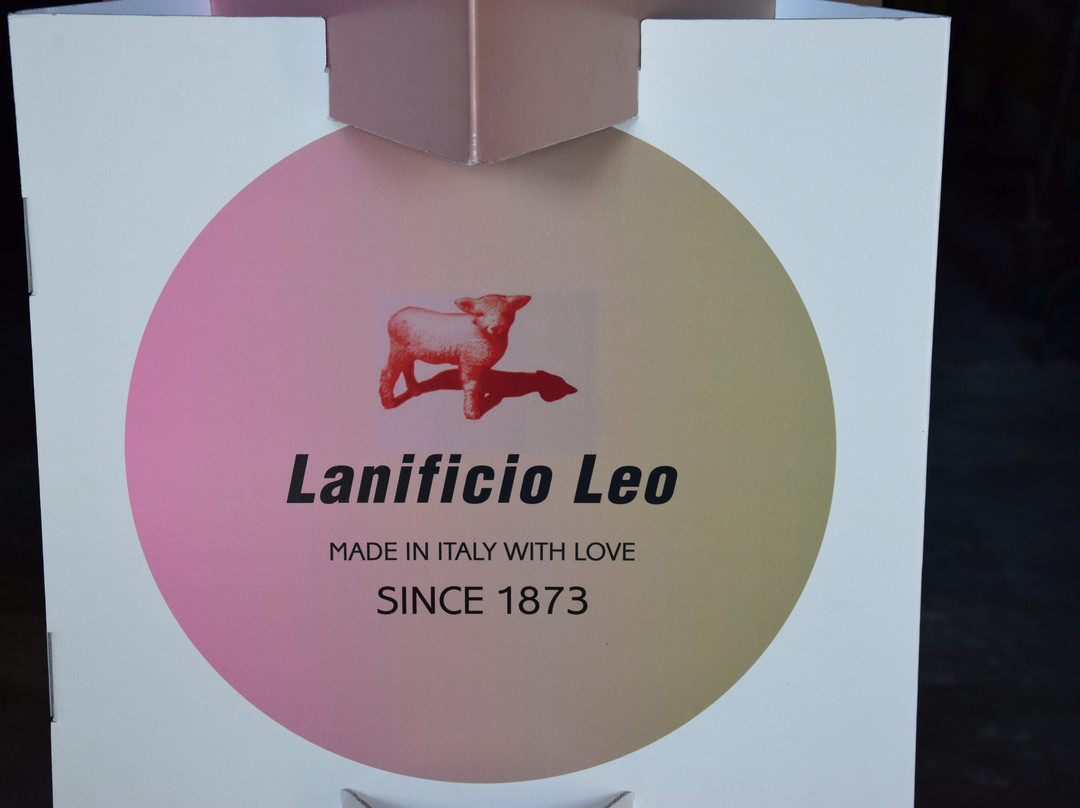 Lanificio Leo
MADE IN ITALY WITH LOVE
SINCE 1873